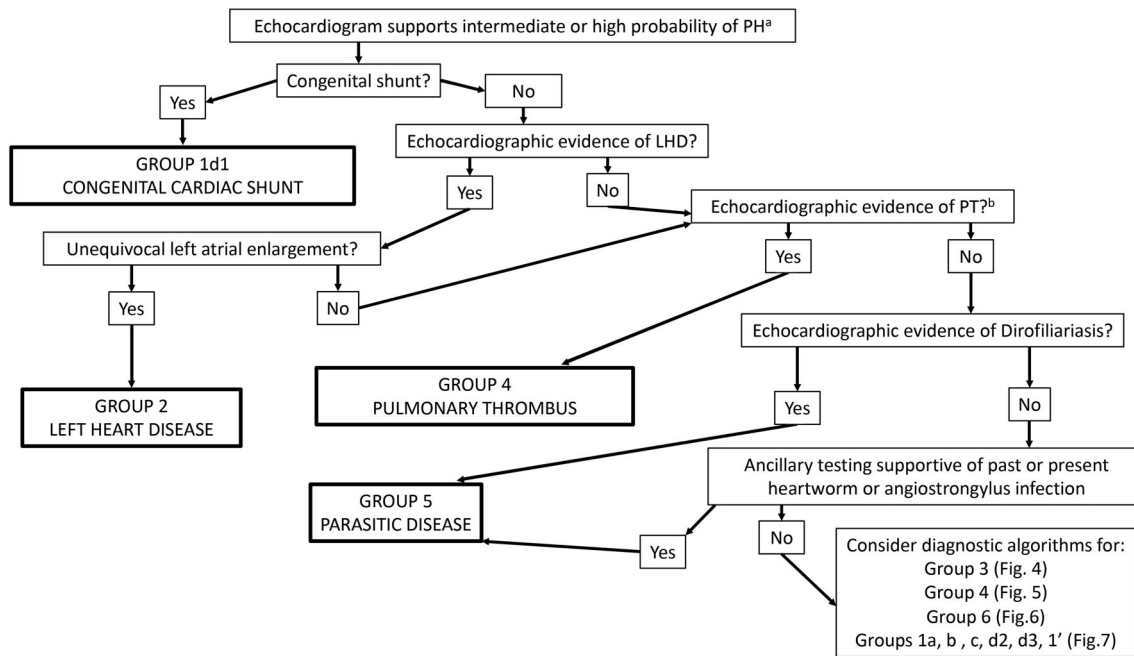 Echocardiogram supports intermediate or high probability of PHᵃ
Congenital shunt?
Yes
No
GROUP 1d1
CONGENITAL CARDIAC SHUNT
Echocardiographic evidence of LHD?
Yes
No
Echocardiographic evidence of PT?ᵇ
Unequivocal left atrial enlargement?
Yes
No
Yes
No
GROUP 2
LEFT HEART DISEASE
GROUP 4
PULMONARY THROMBUS
Echocardiographic evidence of Dirofiliariasis?
Yes
No
GROUP 5
PARASITIC DISEASE
Ancillary testing supportive of past or present
heartworm or angiostrongylus infection
Yes
No
Consider diagnostic algorithms for:
Group 3 (Fig. 4)
Group 4 (Fig. 5)
Group 6 (Fig.6)
Groups 1a, b , c, d2, d3, 1’ (Fig.7)